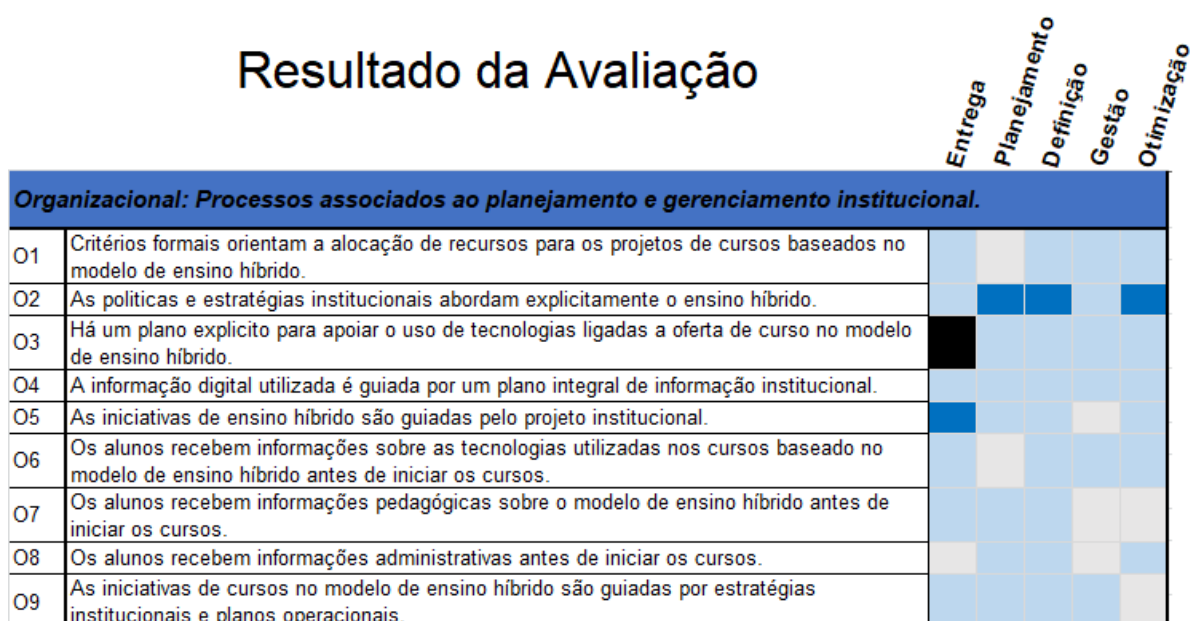 Resultado da Avaliação
Entrega
Planejamento
Definição
Gestão
Otimização
Organizacional: Processos associados ao planejamento e gerenciamento institucional.
O1
Critérios formais orientam a alocação de recursos para os projetos de cursos baseados no
modelo de ensino híbrido.
O2
As politicas e estratégias institucionais abordam explicitamente o ensino híbrido.
O3
Há um plano explicito para apoiar o uso de tecnologias ligadas a oferta de curso no modelo
de ensino híbrido.
O4
A informação digital utilizada é guiada por um plano integral de informação institucional.
O5
As iniciativas de ensino híbrido são guiadas pelo projeto institucional.
O6
Os alunos recebem informações sobre as tecnologias utilizadas nos cursos baseado no
modelo de ensino híbrido antes de iniciar os cursos.
O7
Os alunos recebem informações pedagógicas sobre o modelo de ensino híbrido antes de
iniciar os cursos.
O8
Os alunos recebem informações administrativas antes de iniciar os cursos.
O9
As iniciativas de cursos no modelo de ensino híbrido são guiadas por estratégias
institucionais e planos operacionais.